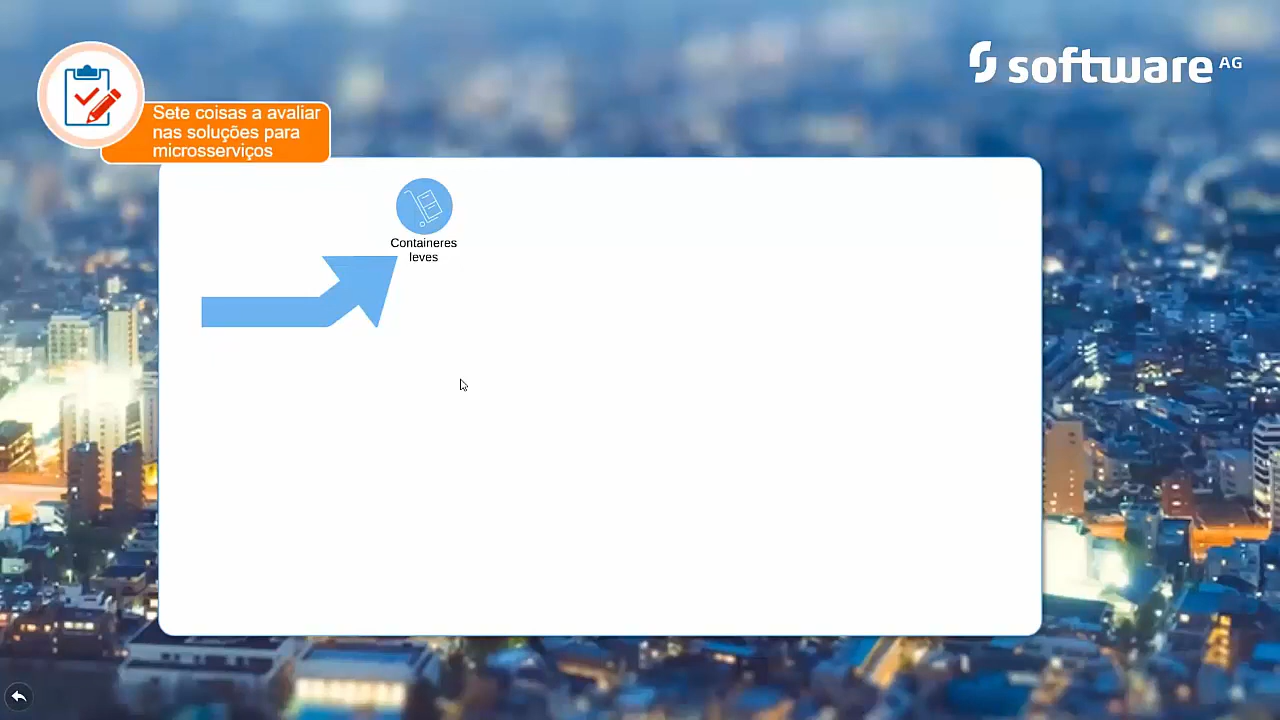 software AG
Sete coisas a avaliar
nas soluções para
microsserviços
Containeres
leves